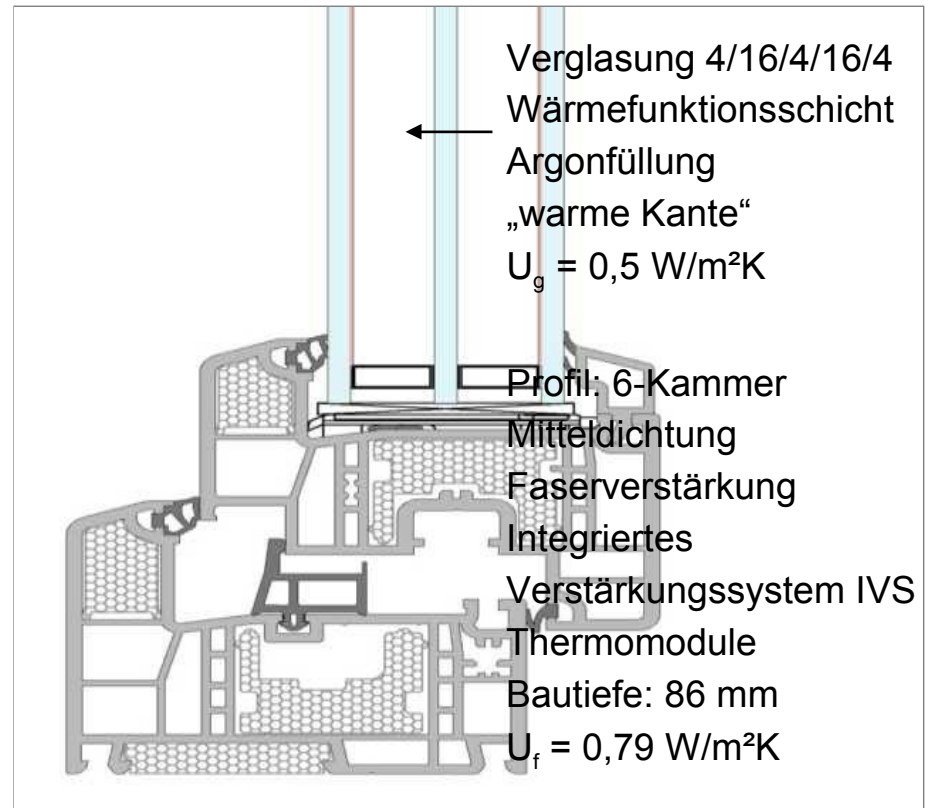 Verglasung 4/16/4/16/4
Wärmefunktionsschicht
Argonfüllung
„warme Kante“
Ug = 0,5 W/m²K
Profil: 6-Kammer
Mitteldichtung
Faserverstärkung
Integriertes
Verstärkungssystem IVS
Thermomodule
Bautiefe: 86 mm
Uf = 0,79 W/m²K